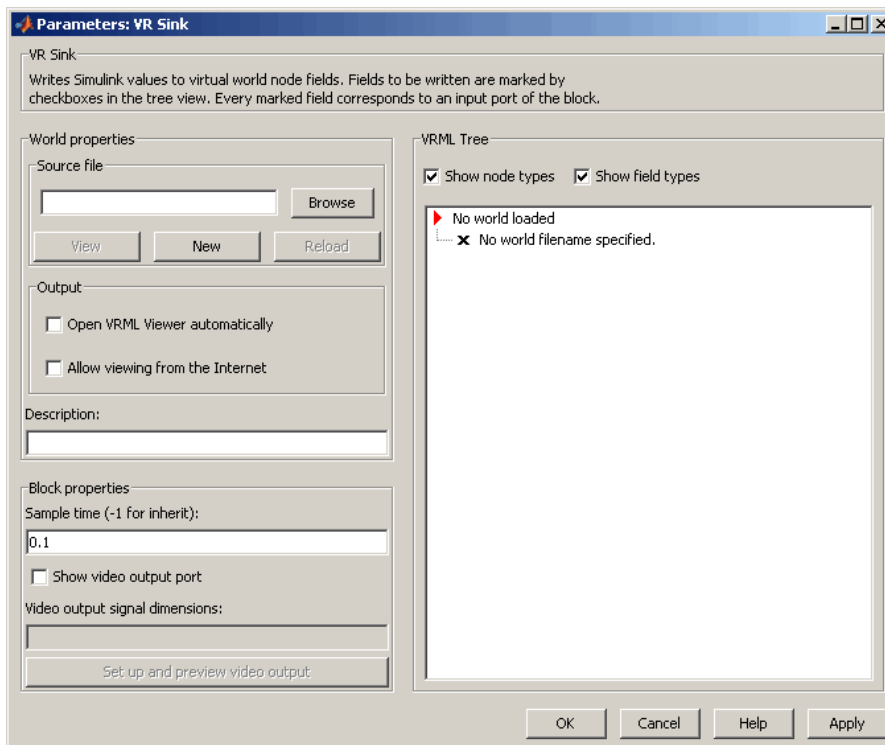 Parameters: VR Sink
VR Sink
Writes Simulink values to virtual world node fields. Fields to be written are marked by
checkboxes in the tree view. Every marked field corresponds to an input port of the block.
World properties
Source file
Browse
View New Reload
Output
Open VRML Viewer automatically
Allow viewing from the Internet
Description:
Block properties
Sample time (-1 for inherit):
0.1
Show video output port
Video output signal dimensions:
Set up and preview video output
VRML Tree
Show node types Show field types
No world loaded
No world filename specified.
OK Cancel Help Apply